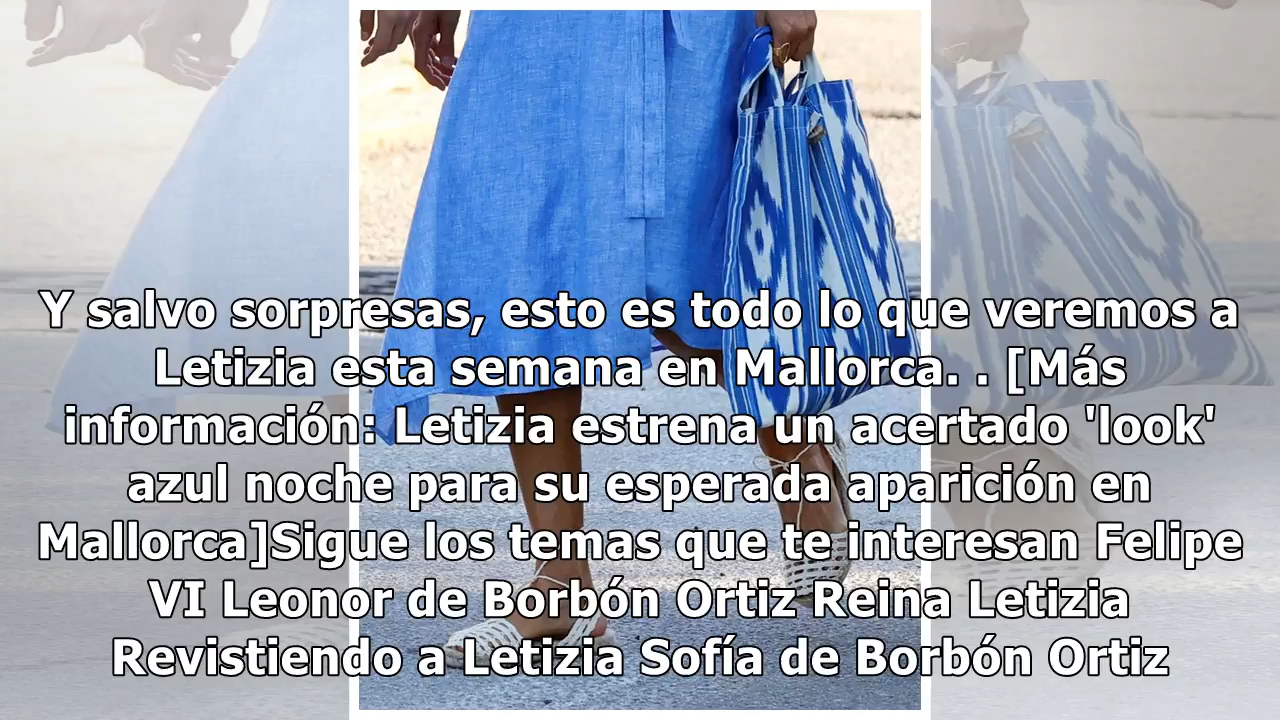 Y salvo sorpresas, esto es todo lo que veremos a
Letizia esta semana en Mallorca. . [Más
información: Letizia estrena un acertado 'look'
azul noche para su esperada aparición en
Mallorca]Sigue los temas que te interesan Felipe
VI Leonor de Borbón Ortiz Reina Letizia
Revistiendo a Letizia Sofía de Borbón Ortiz